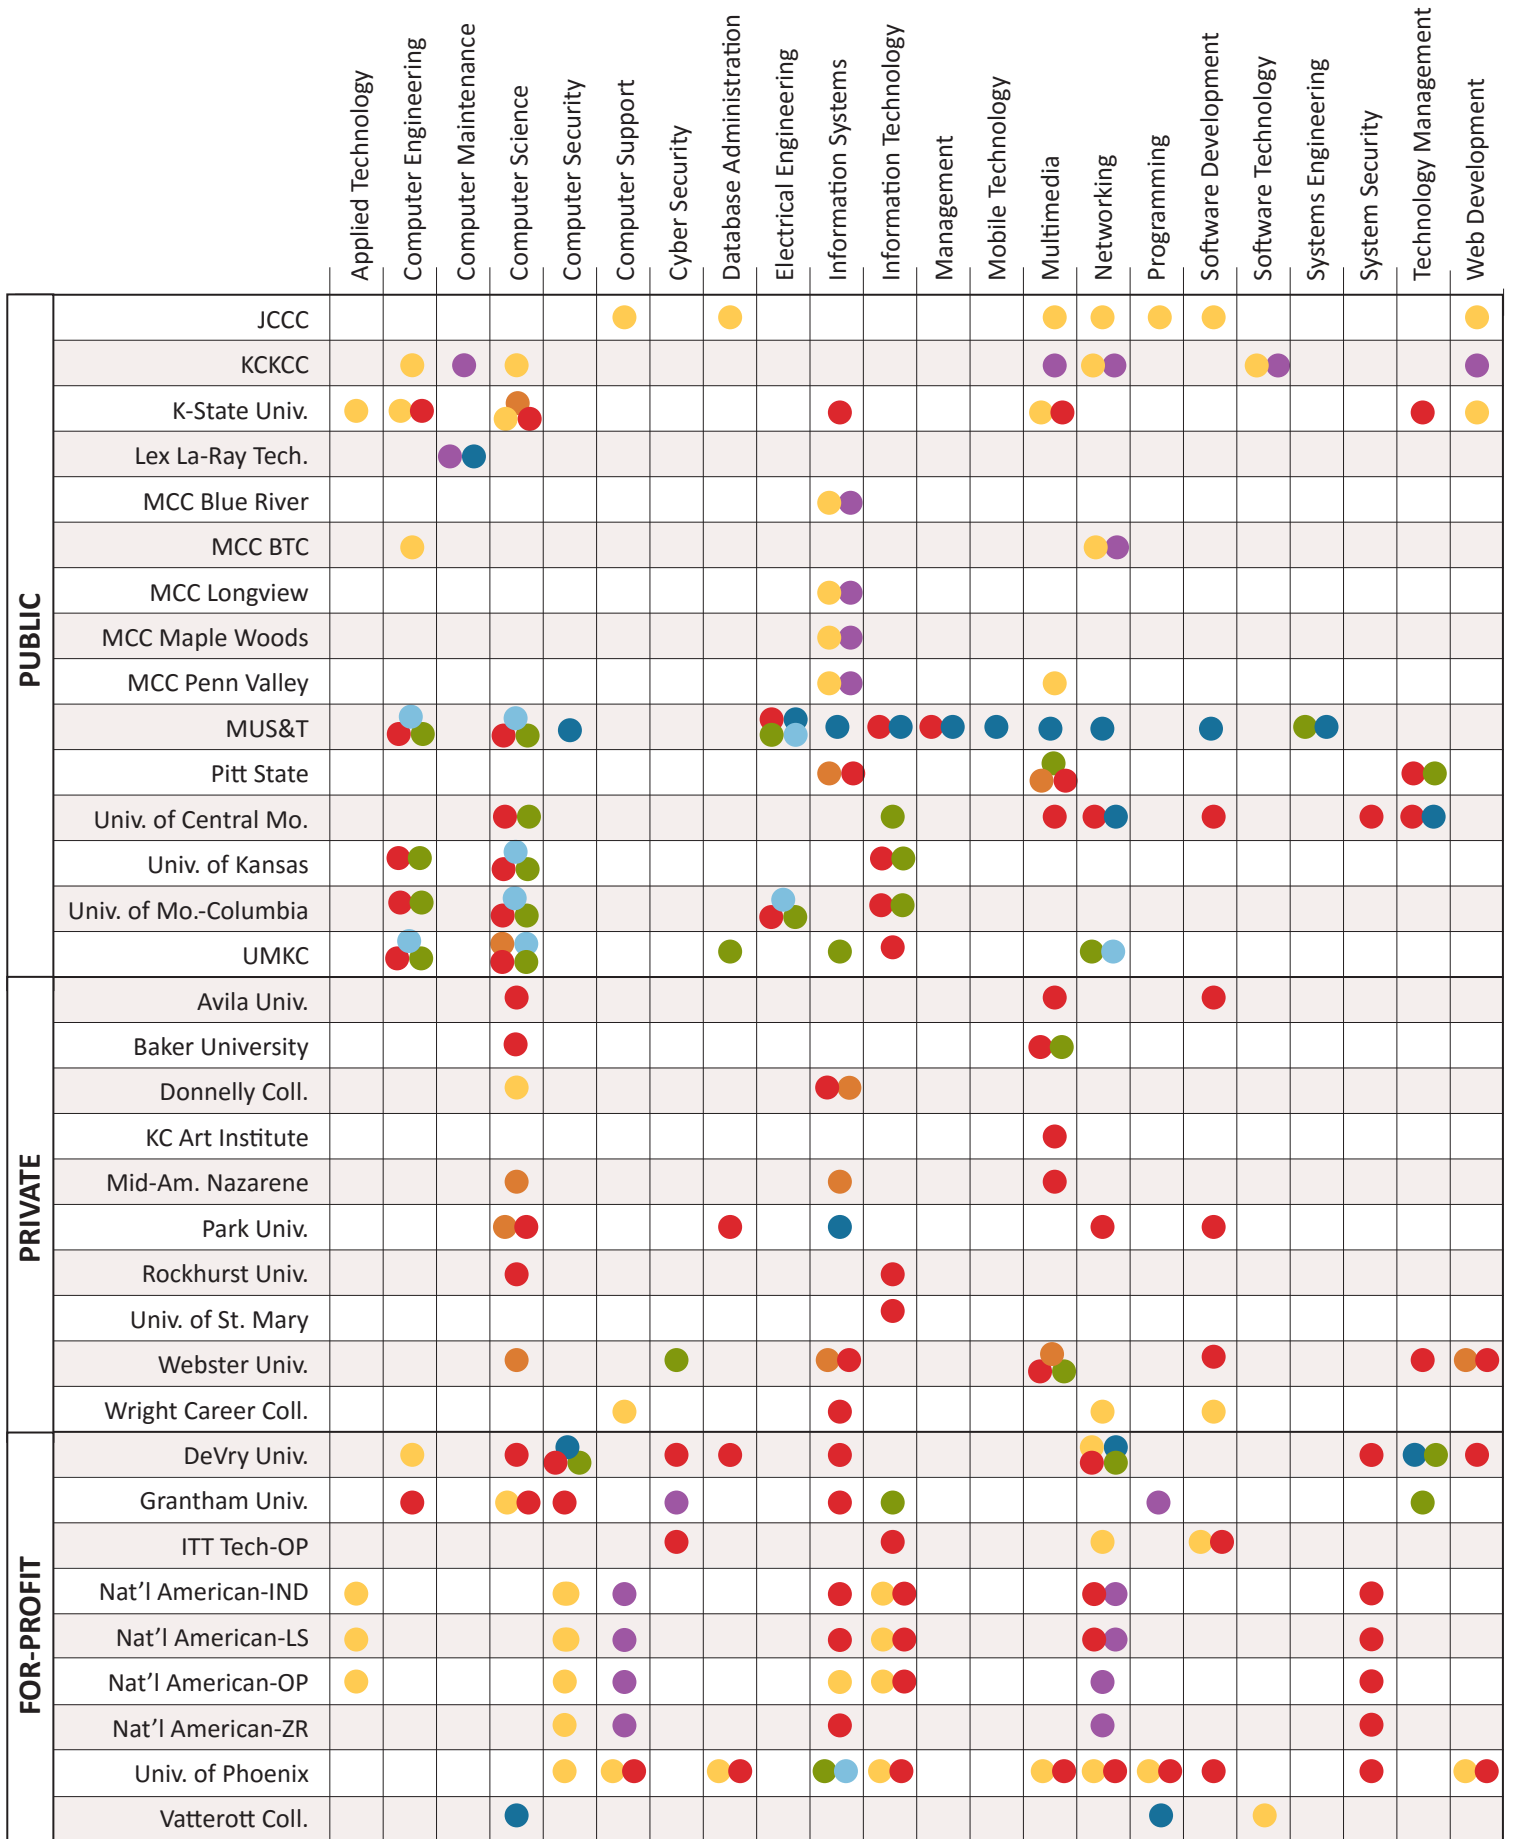 Applied Technology
Computer Engineering
Computer Maintenance
Computer Science
Computer Security
Computer Support
Cyber Security
Database Administration
Electrical Engineering
Information Systems
Information Technology
Management
Mobile Technology
Multimedia
Networking
Programming
Software Development
Software Technology
Systems Engineering
System Security
Technology Management
Web Development
PUBLIC
JCCC
KCKCC
K-State Univ.
Lex La-Ray Tech.
MCC Blue River
MCC BTC
MCC Longview
MCC Maple Woods
MCC Penn Valley
MUS&T
Pitt State
Univ. of Central Mo.
Univ. of Kansas
Univ. of Mo.-Columbia
UMKC
PRIVATE
Avila Univ.
Baker University
Donnelly Coll.
KC Art Institute
Mid-Am. Nazarene
Park Univ.
Rockhurst Univ.
Univ. of St. Mary
Webster Univ.
Wright Career Coll.
FOR-PROFIT
DeVry Univ.
Grantham Univ.
ITT Tech-OP
Nat’l American-IND
Nat’l American-LS
Nat’l American-OP
Nat’l American-ZR
Univ. of Phoenix
Vatterott Coll.